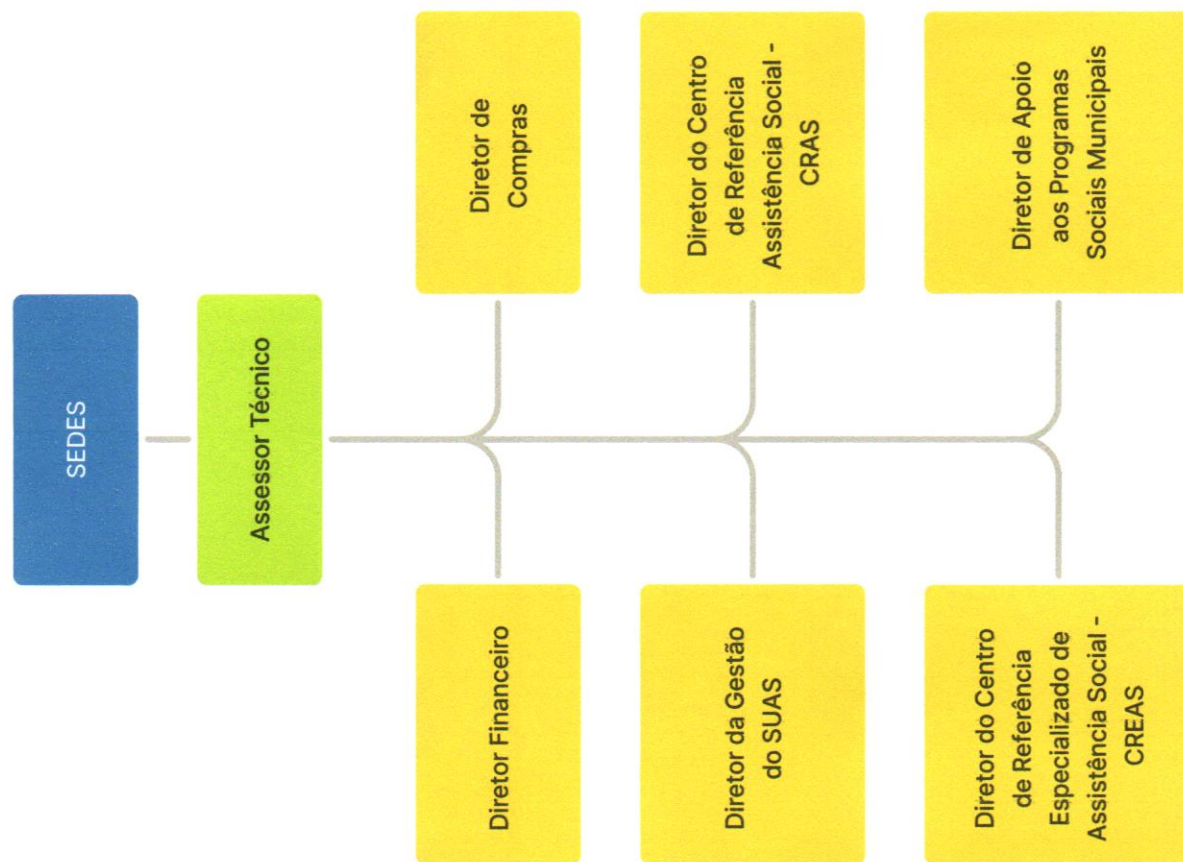 SEDES
Assessor Técnico
Diretor Financeiro
Diretor de
Compras
Diretor da Gestão
do SUAS
Diretor do Centro
de Referência
Assistência Social -
CRAS
Diretor do Centro
de Referência
Especializado de
Assistência Social -
CREAS
Diretor de Apoio
aos Programas
Sociais Municipais